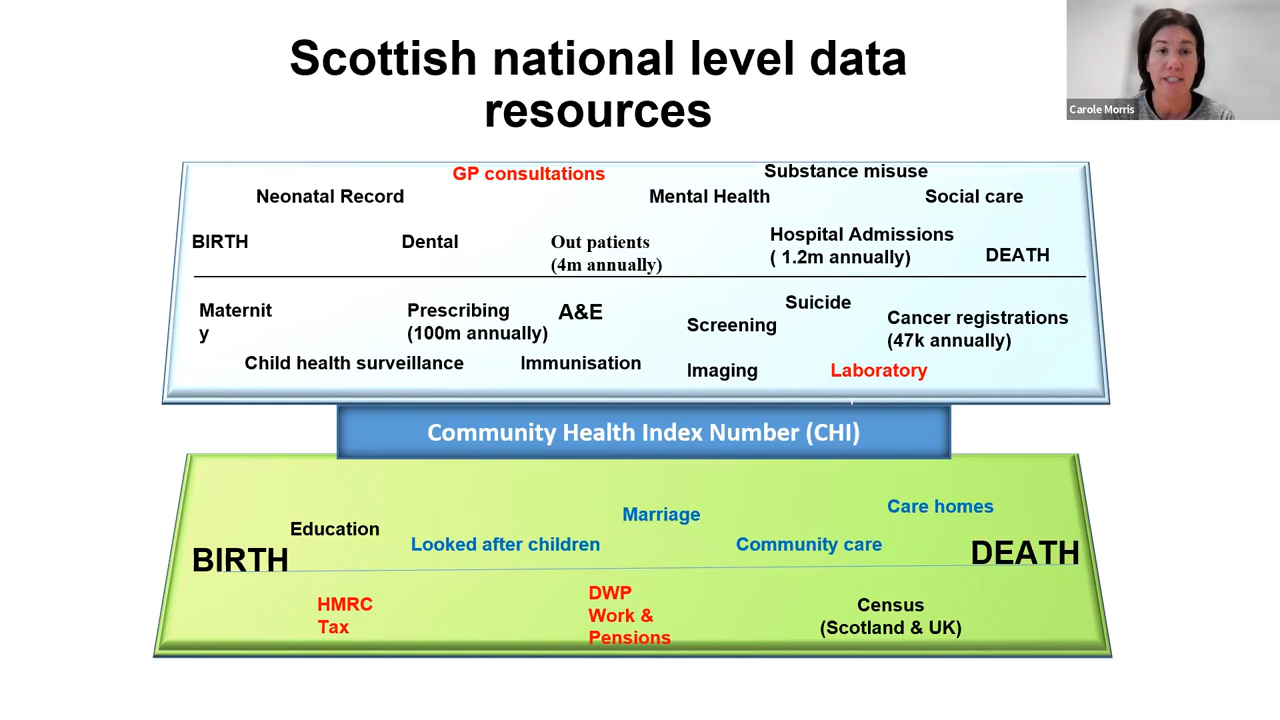 Scottish national level data
resources
Carole Morris
GP consultations
Substance misuse
Neonatal Record
Mental Health
Social care
BIRTH
Dental
Out patients
(4m annually)
Hospital Admissions
( 1.2m annually)
DEATH
Maternit
y
Prescribing
(100m annually)
A&E
Screening
Suicide
Cancer registrations
(47k annually)
Child health surveillance
Immunisation
Imaging
Laboratory
Community Health Index Number (CHI)
Education
Looked after children
Marriage
Community care
Care homes
BIRTH
DEATH
HMRC
Tax
DWP
Work &
Pensions
Census
(Scotland & UK)